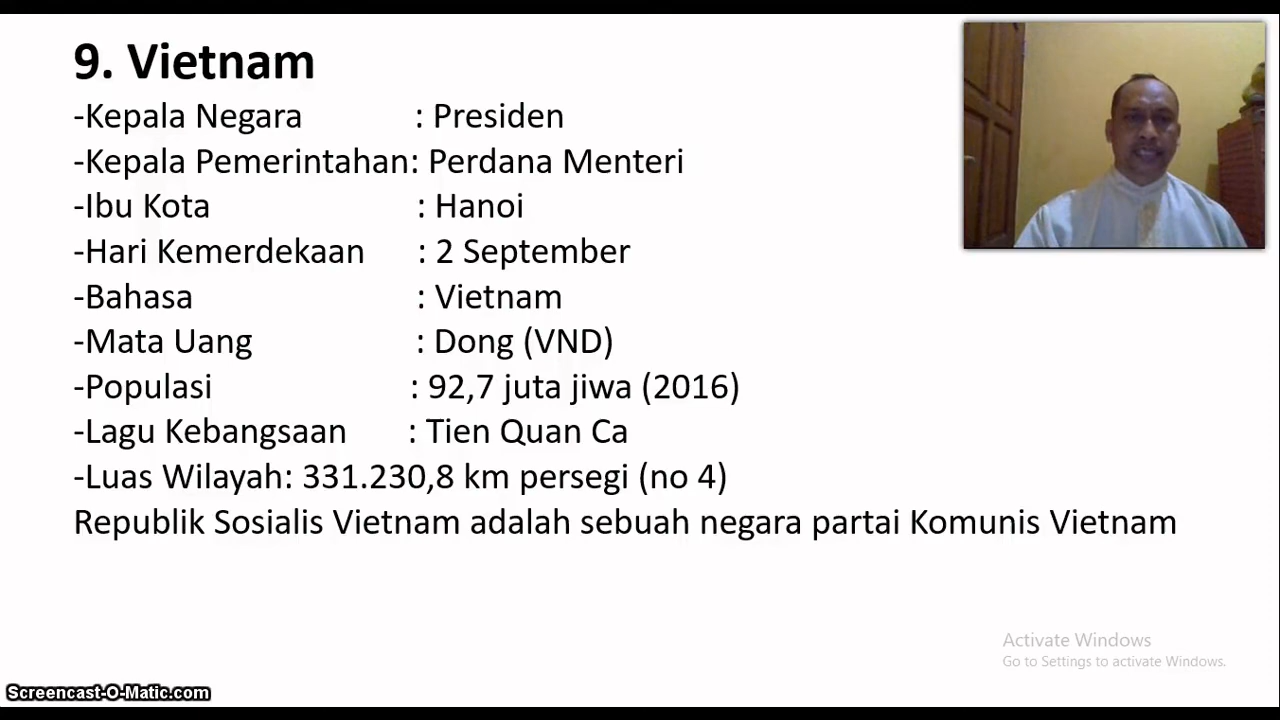 9. Vietnam
-Kepala Negara : Presiden
-Kepala Pemerintahan: Perdana Menteri
-Ibu Kota : Hanoi
-Hari Kemerdekaan : 2 September
-Bahasa : Vietnam
-Mata Uang : Dong (VND)
-Populasi : 92,7 juta jiwa (2016)
-Lagu Kebangsaan : Tien Quan Ca
-Luas Wilayah: 331.230,8 km persegi (no 4)
Republik Sosialis Vietnam adalah sebuah negara partai Komunis Vietnam
Activate Windows
Go to Settings to activate Windows.
Screencast-O-Matic.com